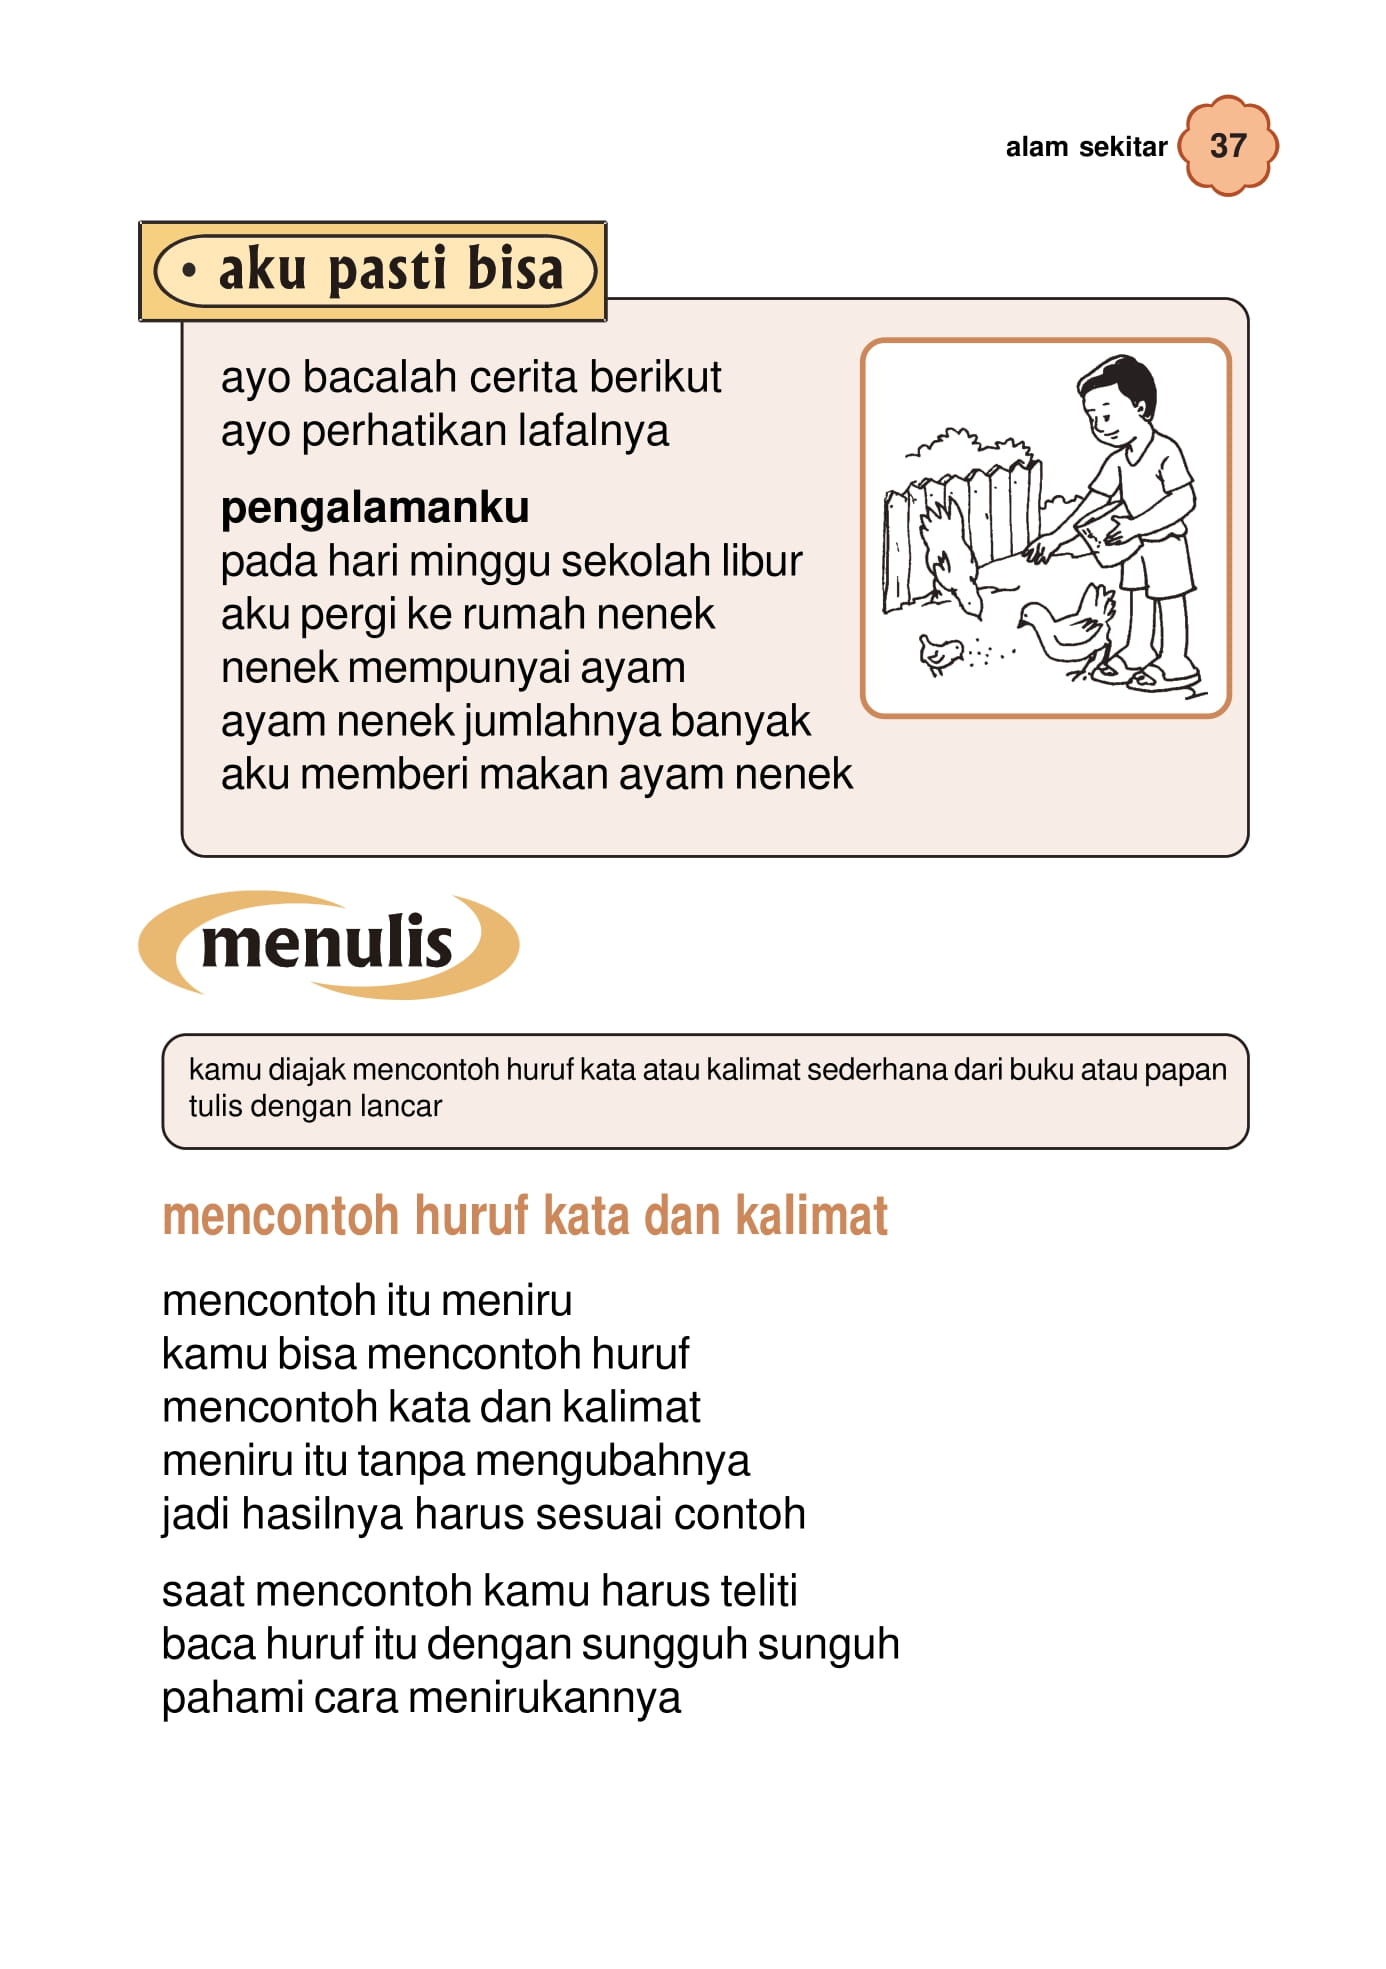 alam sekitar 37
• aku pasti bisa
ayo bacalah cerita berikut
ayo perhatikan lafalnya
pengalamanku
pada hari minggu sekolah libur
aku pergi ke rumah nenek
nenek mempunyai ayam
ayam nenek jumlahnya banyak
aku memberi makan ayam nenek
menulis
kamu diajak mencontoh huruf kata atau kalimat sederhana dari buku atau papan
tulis dengan lancar
mencontoh huruf kata dan kalimat
mencontoh itu meniru
kamu bisa mencontoh huruf
mencontoh kata dan kalimat
meniru itu tanpa mengubahnya
jadi hasilnya harus sesuai contoh
saat mencontoh kamu harus teliti
baca huruf itu dengan sungguh sunguh
pahami cara menirukannya